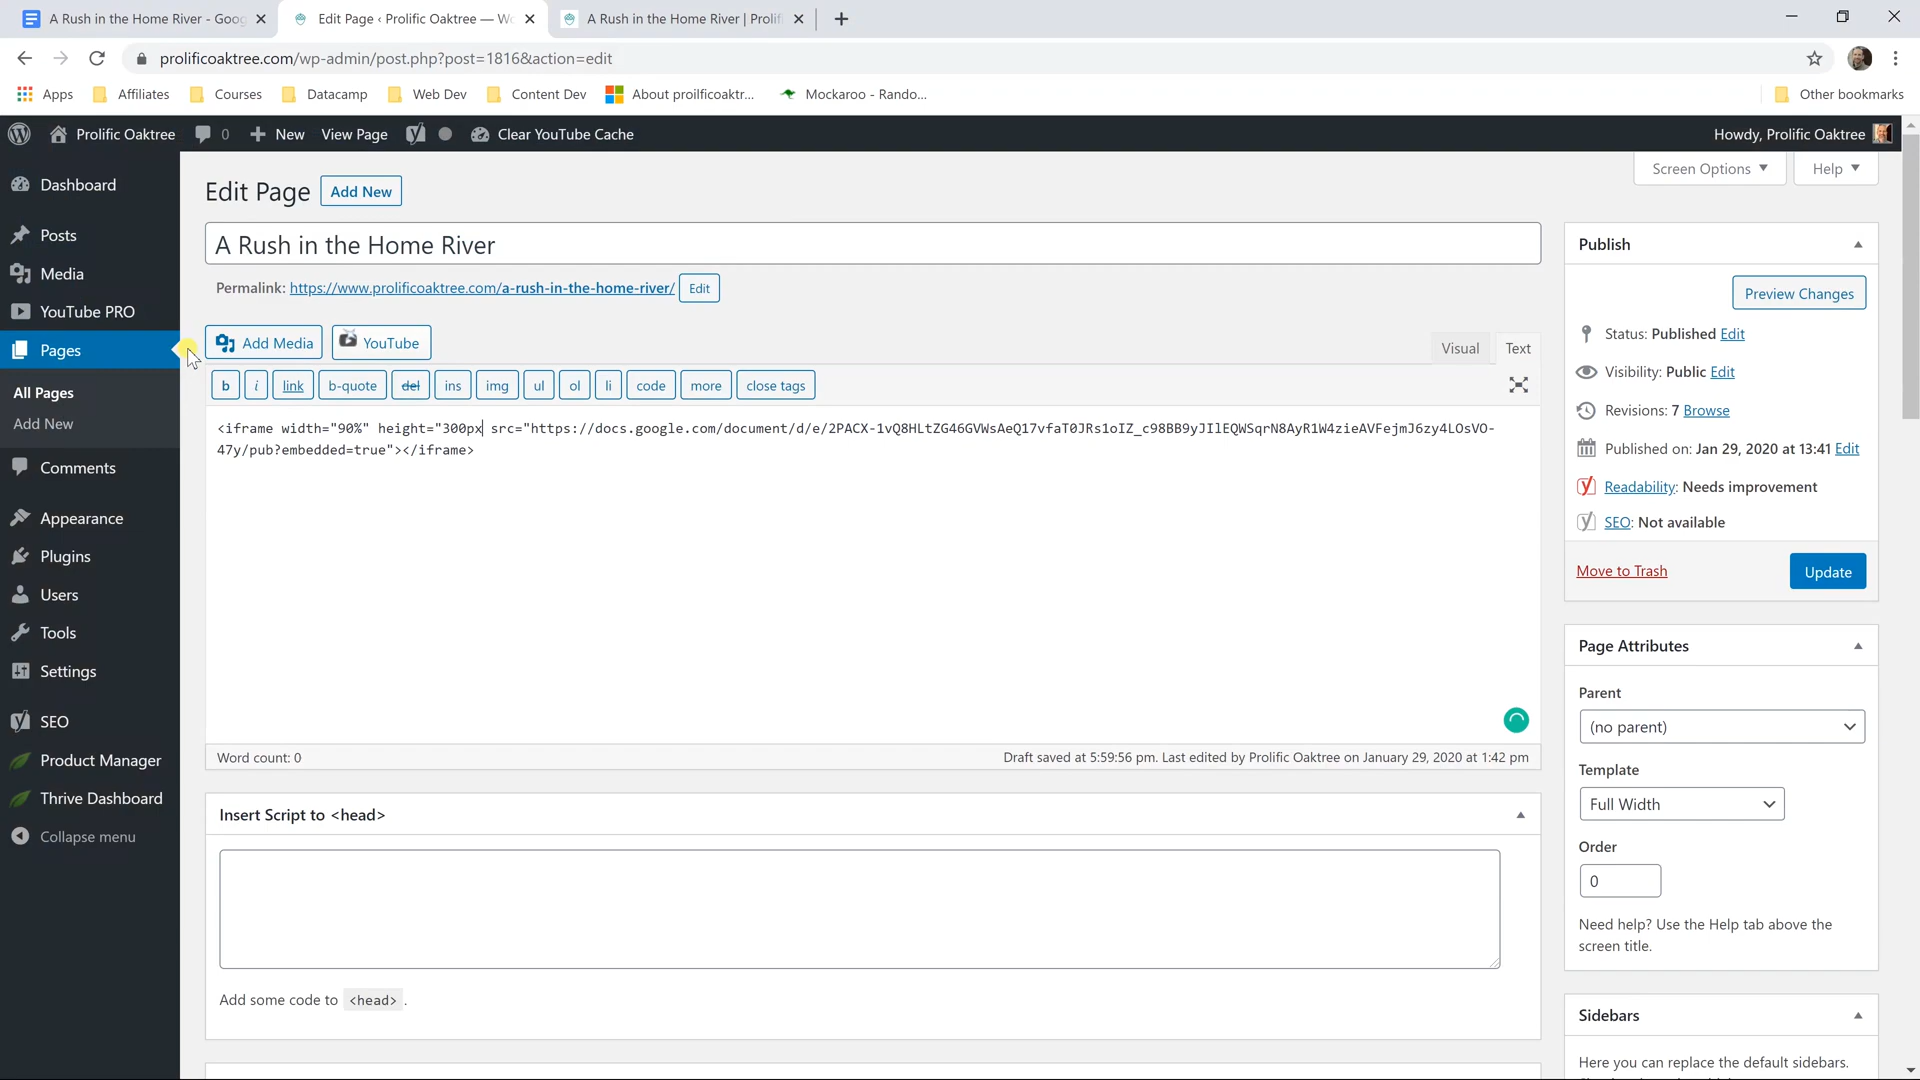 A Rush in the Home River - Goog
Edit Page ‹ Prolific Oaktree — Wo
A Rush in the Home River | Prolif
prolificoaktree.com/wp-admin/post.php?post=1816&action=edit
Apps
Affiliates
Courses
Datacamp
Web Dev
Content Dev
About proilficoaktr...
Mockaroo - Rando...
Other bookmarks
Prolific Oaktree
0
New
View Page
Clear YouTube Cache
Howdy, Prolific Oaktree
Dashboard
Posts
Media
YouTube PRO
Pages
All Pages
Add New
Comments
Appearance
Plugins
Users
Tools
Settings
SEO
Product Manager
Thrive Dashboard
Collapse menu
Screen Options
Help
Edit Page
Add New
A Rush in the Home River
Permalink: https://www.prolificoaktree.com/a-rush-in-the-home-river/ Edit
Add Media
YouTube
Visual
Text
b
i
link
b-quote
del
ins
img
ul
ol
li
code
more
close tags
<iframe width="90%" height="300px src="https://docs.google.com/document/d/e/2PACX-1vQ8HLtZG46GVWsAeQ17vfaT0JRs1oIZ_c98BB9yJIlEQWSqrN8AyR1W4zieAVFejmJ6zy4LOsVO-
47y/pub?embedded=true"></iframe>
Word count: 0
Draft saved at 5:59:56 pm. Last edited by Prolific Oaktree on January 29, 2020 at 1:42 pm
Insert Script to <head>
Add some code to <head> .
Publish
Preview Changes
Status: Published Edit
Visibility: Public Edit
Revisions: 7 Browse
Published on: Jan 29, 2020 at 13:41 Edit
Readability: Needs improvement
SEO: Not available
Move to Trash
Update
Page Attributes
Parent
(no parent)
Template
Full Width
Order
0
Need help? Use the Help tab above the
screen title.
Sidebars
Here you can replace the default sidebars.